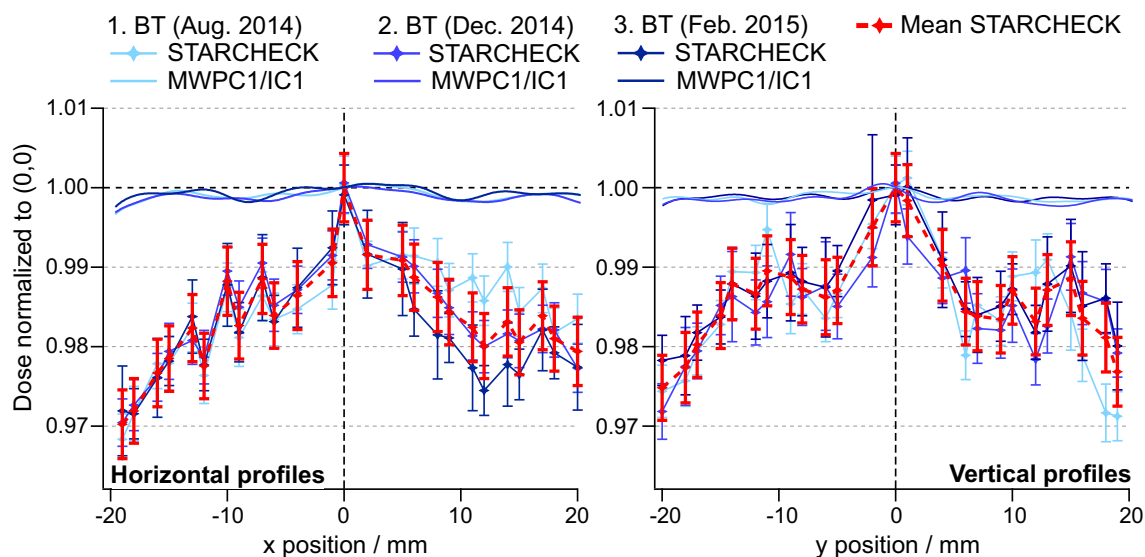 1. BT (Aug. 2014) 2. BT (Dec. 2014) 3. BT (Feb. 2015) Mean STARCHECK
STARCHECK STARCHECK STARCHECK
MWPC1/IC1 MWPC1/IC1 MWPC1/IC1
Dose normalized to (0,0)
1.01
1.00
0.99
0.98
0.97
Horizontal profiles
-20 -10 0 10 20
x position / mm
1.01
1.00
0.99
0.98
0.97
Vertical profiles
-20 -10 0 10 20
y position / mm